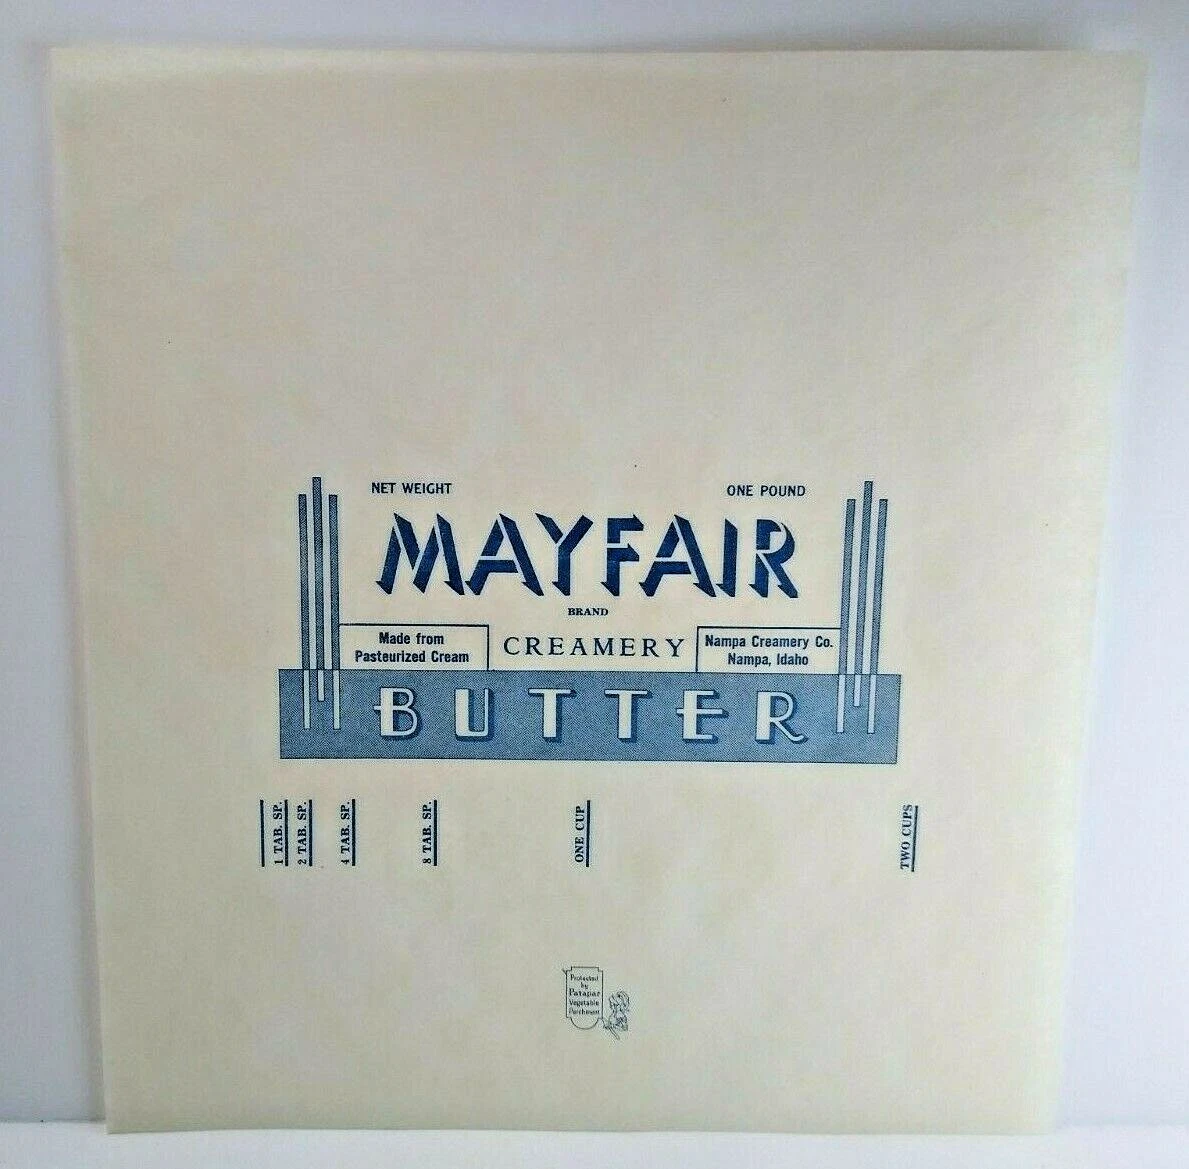 NET WEIGHT ONE POUND
MAYFAIR
BRAND
Made from
Pasteurized Cream
CREAMERY
Nampa Creamery Co.
Nampa, Idaho
BUTTER
1 TAB. SP.
2 TAB. SP.
4 TAB. SP.
8 TAB. SP.
ONE CUP
TWO CUPS
Protected
by
Patapar
Vegetable
Parchment